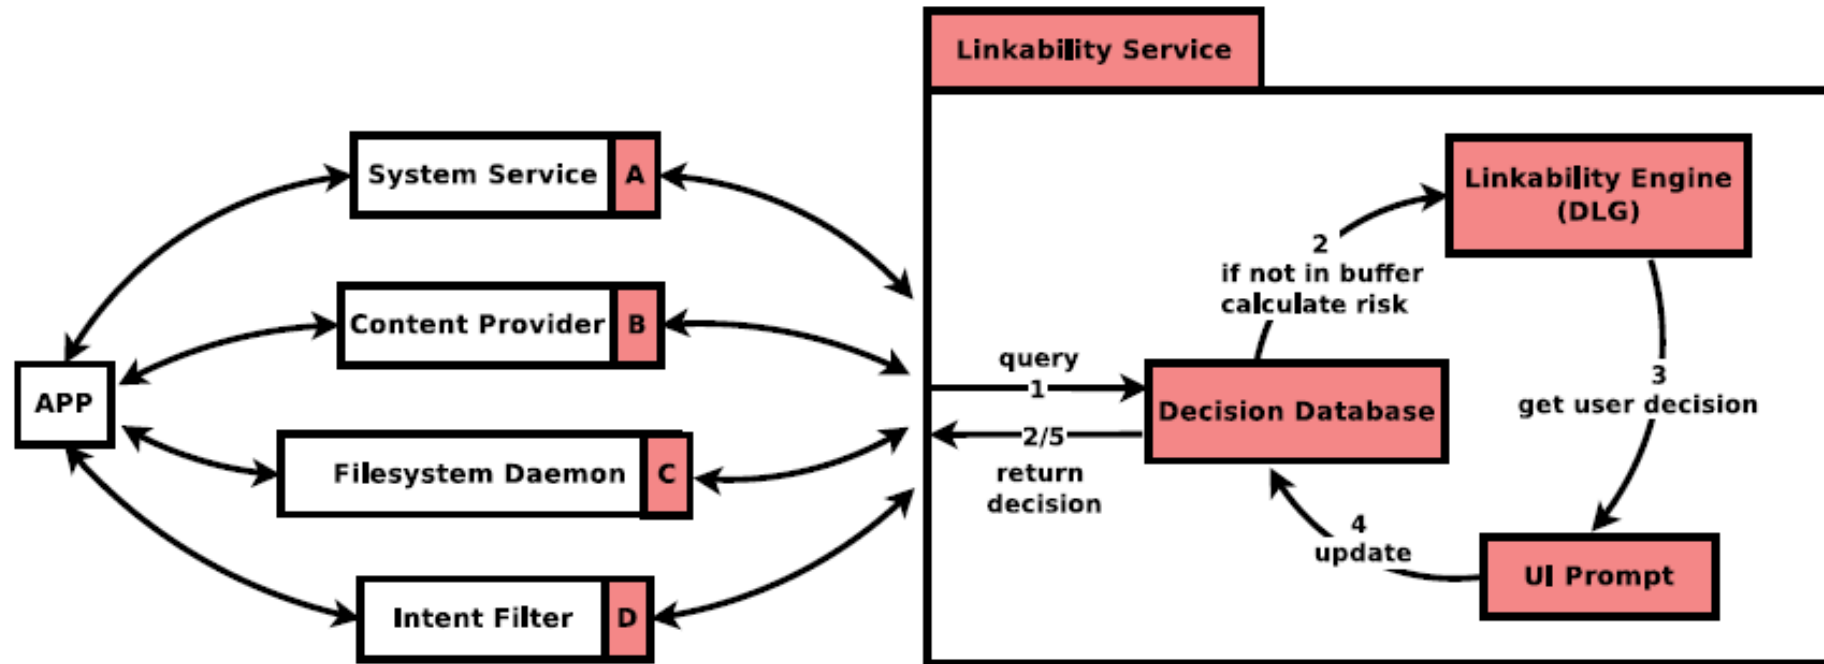 Linkability Service
System Service A
Content Provider B
APP
Filesystem Daemon C
Intent Filter D
query
1
2/5
return
decision
Decision Database
2
if not in buffer
calculate risk
Linkability Engine
(DLG)
3
get user decision
UI Prompt
4
update